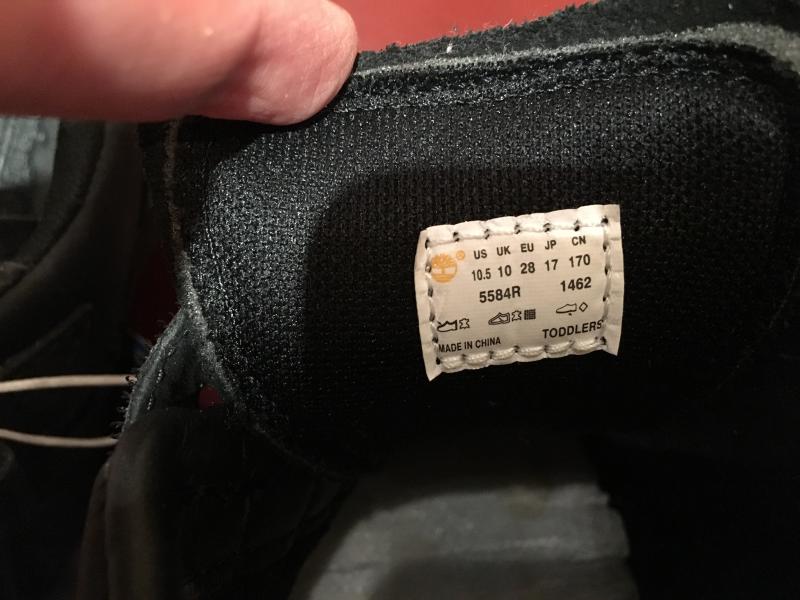 ® US UK EU JP CN
10.5 10 28 17 170
5584R 1462
MADE IN CHINA TODDLERS